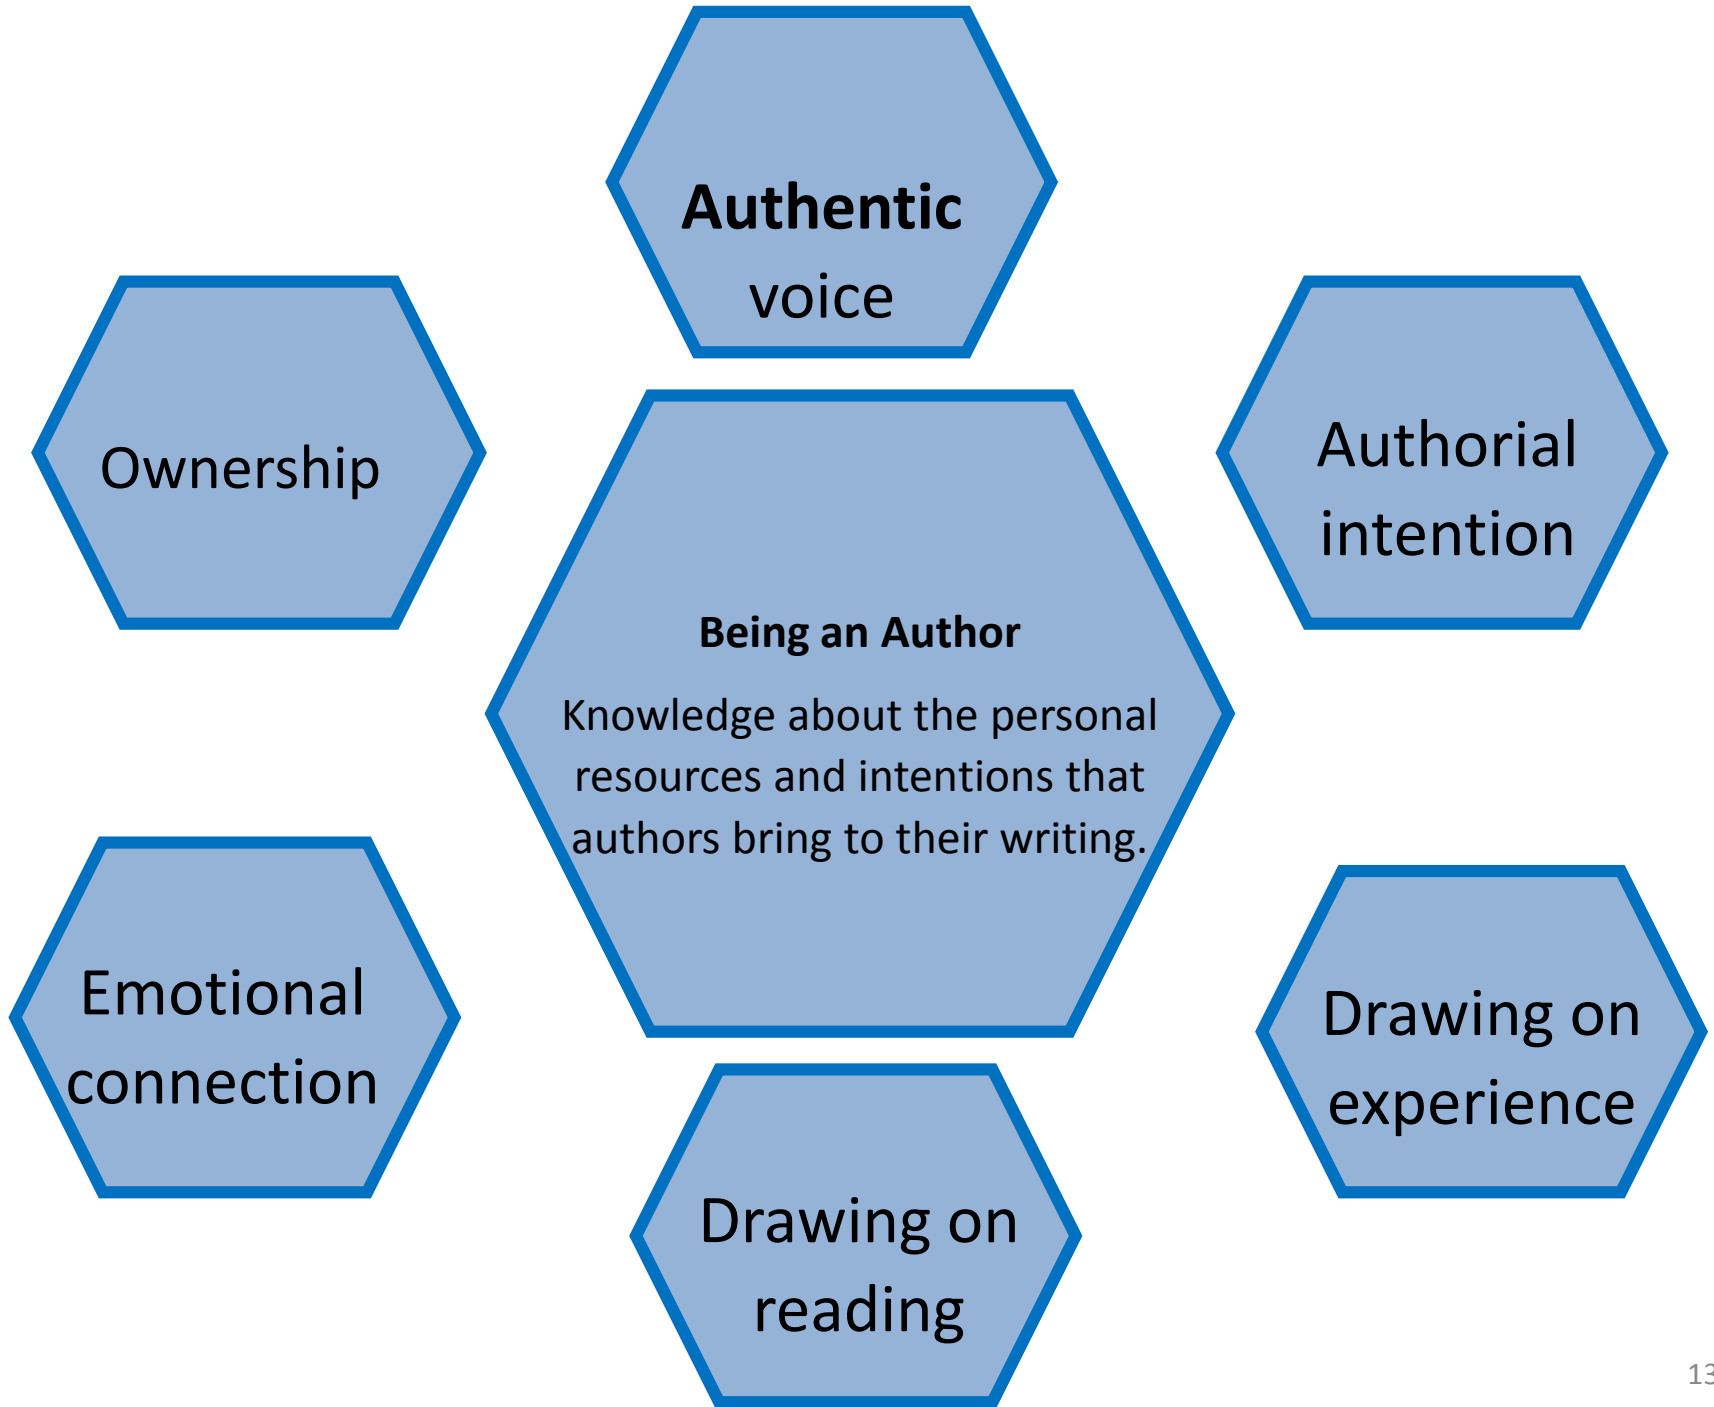 Authentic
voice
Ownership
Authorial
intention
Being an Author
Knowledge about the personal
resources and intentions that
authors bring to their writing.
Emotional
connection
Drawing on
experience
Drawing on
reading
13